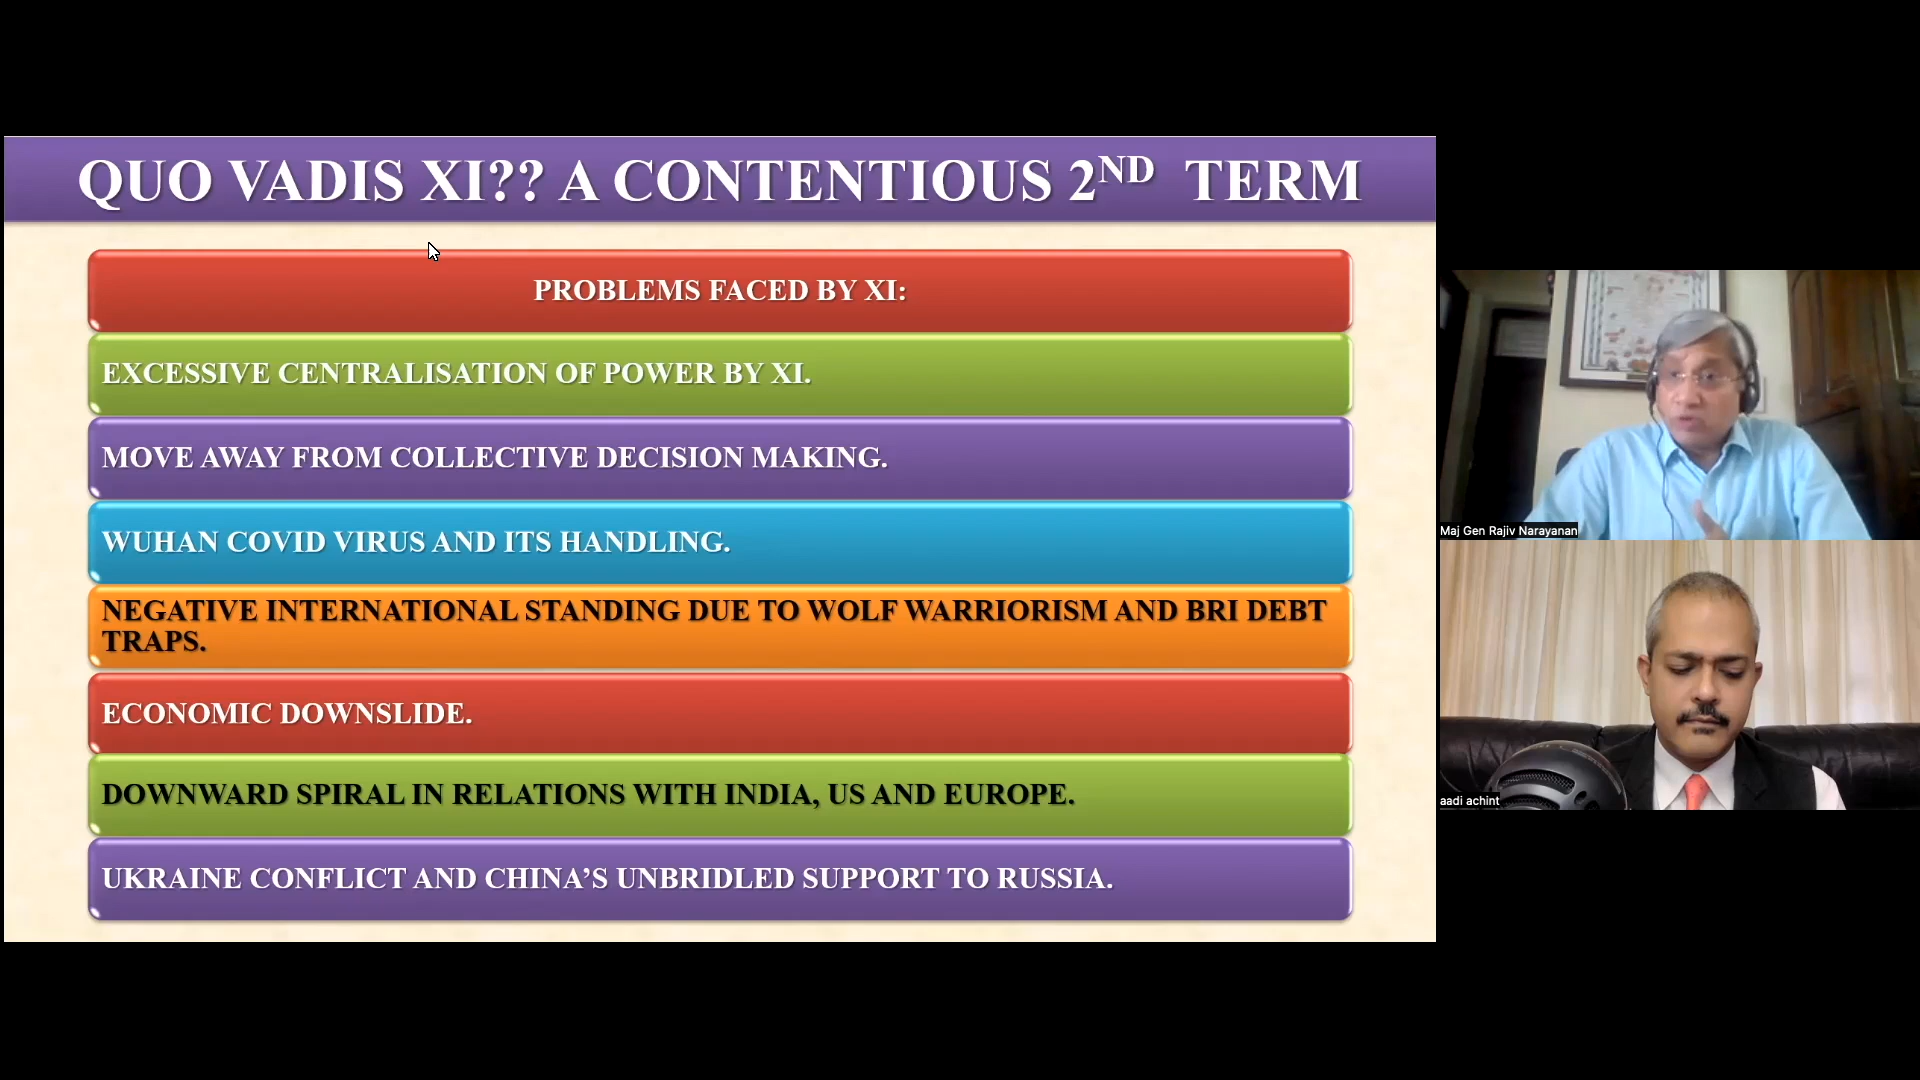 QUO VADIS XI?? A CONTENTIOUS 2ND TERM
PROBLEMS FACED BY XI:
EXCESSIVE CENTRALISATION OF POWER BY XI.
MOVE AWAY FROM COLLECTIVE DECISION MAKING.
WUHAN COVID VIRUS AND ITS HANDLING.
NEGATIVE INTERNATIONAL STANDING DUE TO WOLF WARRIORISM AND BRI DEBT
TRAPS.
ECONOMIC DOWNSLIDE.
DOWNWARD SPIRAL IN RELATIONS WITH INDIA, US AND EUROPE.
UKRAINE CONFLICT AND CHINA’S UNBRIDLED SUPPORT TO RUSSIA.
Maj Gen Rajiv Narayanan
aadi achint